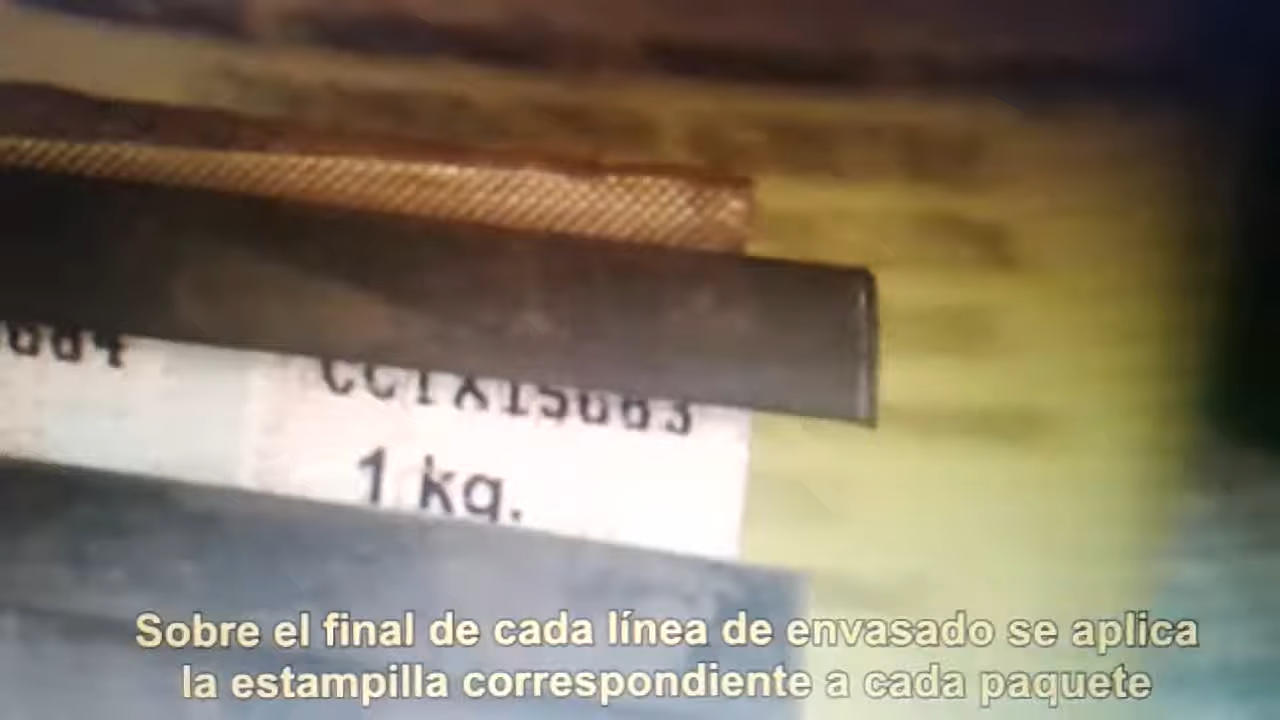 1 kg.
Sobre el final de cada línea de envasado se aplica
la estampilla correspondiente a cada paquete